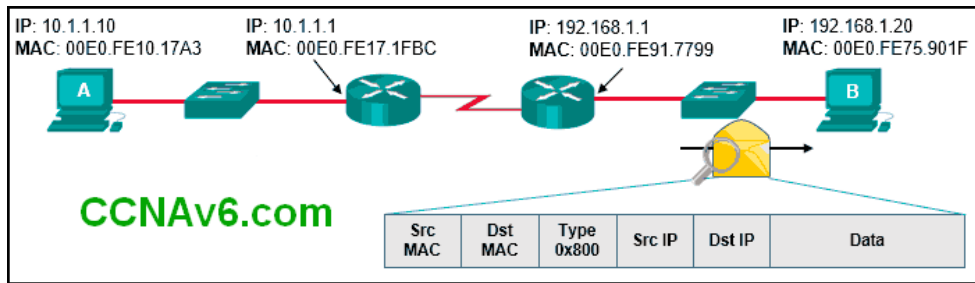 IP: 10.1.1.10
MAC: 00E0.FE10.17A3
IP: 10.1.1.1
MAC: 00E0.FE17.1FBC
IP: 192.168.1.1
MAC: 00E0.FE91.7799
IP: 192.168.1.20
MAC: 00E0.FE75.901F
A
B
CCNAv6.com
Src
MAC
Dst
MAC
Type
0x800
Src IP
Dst IP
Data